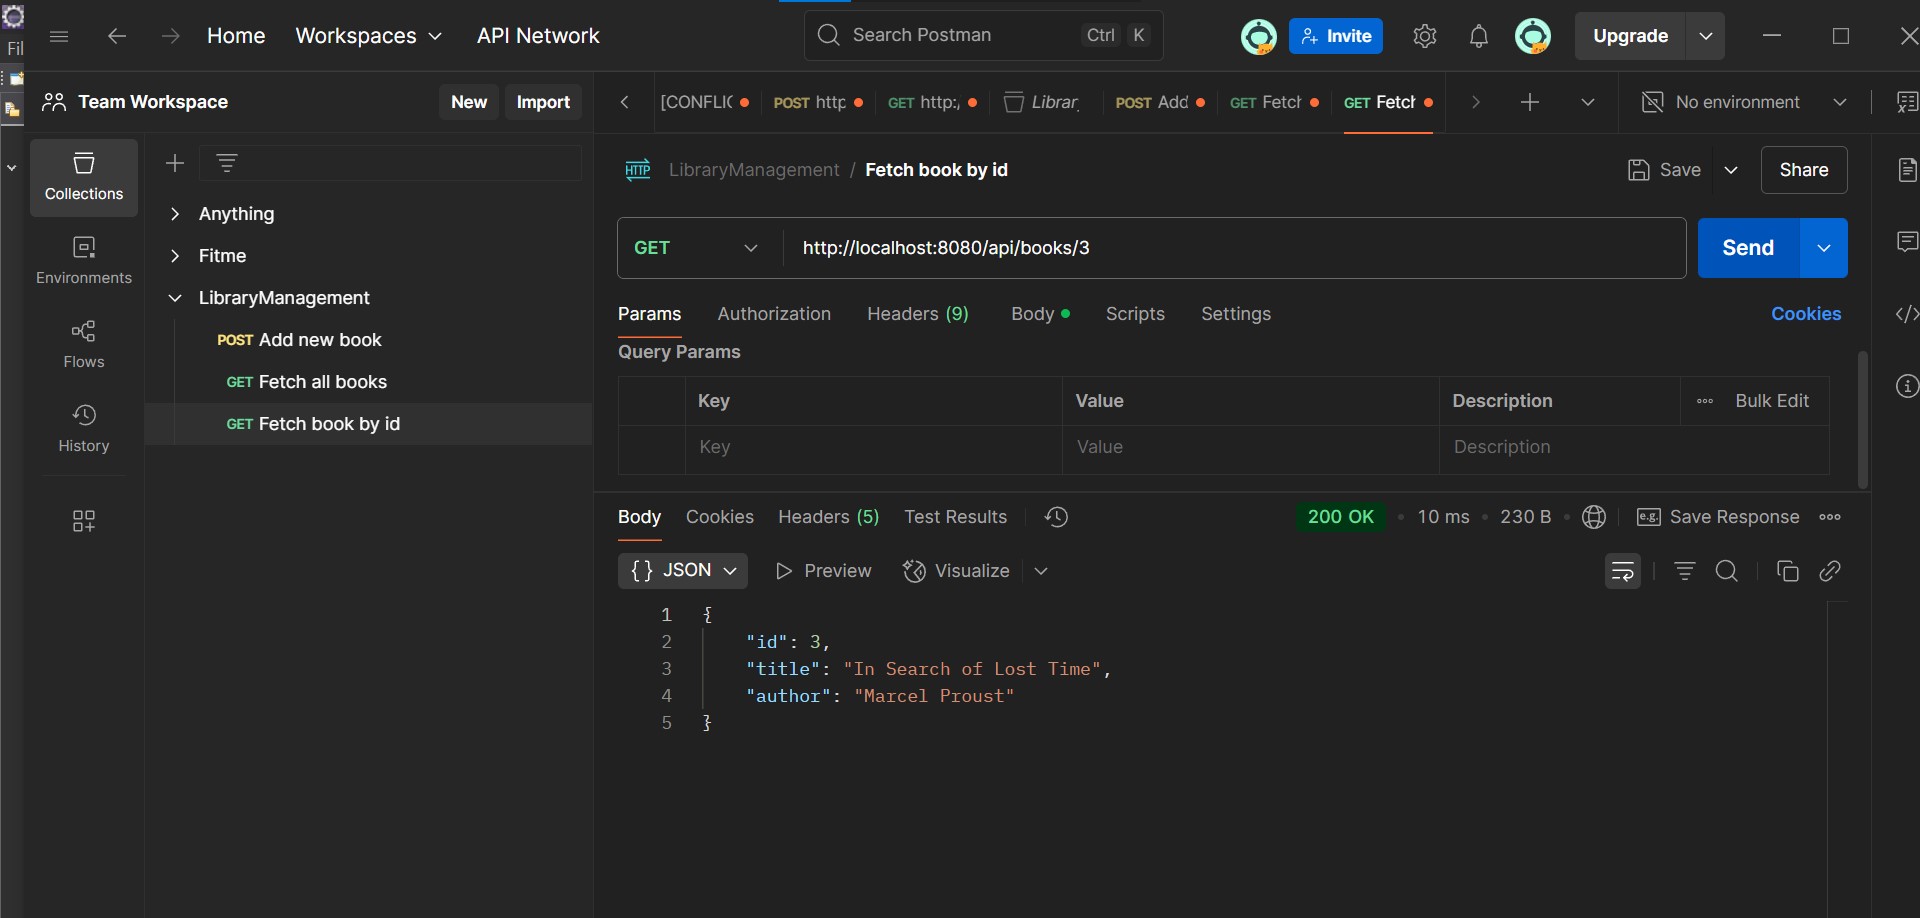 Fil
Home Workspaces API Network
Search Postman Ctrl K
Invite
Upgrade
Team Workspace
New Import
[CONFLIC POST http GET http:/ Librar POST Add GET Fetch GET Fetch
No environment
Collections
Environments
Flows
History
Anything
Fitme
LibraryManagement
POST Add new book
GET Fetch all books
GET Fetch book by id
HTTP LibraryManagement / Fetch book by id
Save Share
GET http://localhost:8080/api/books/3 Send
Params Authorization Headers (9) Body Scripts Settings Cookies
Query Params
Key Value Description Bulk Edit
Key Value Description
Body Cookies Headers (5) Test Results
200 OK • 10 ms • 230 B • e.g. Save Response
{} JSON Preview Visualize
1 {
2 "id": 3,
3 "title": "In Search of Lost Time",
4 "author": "Marcel Proust"
5 }